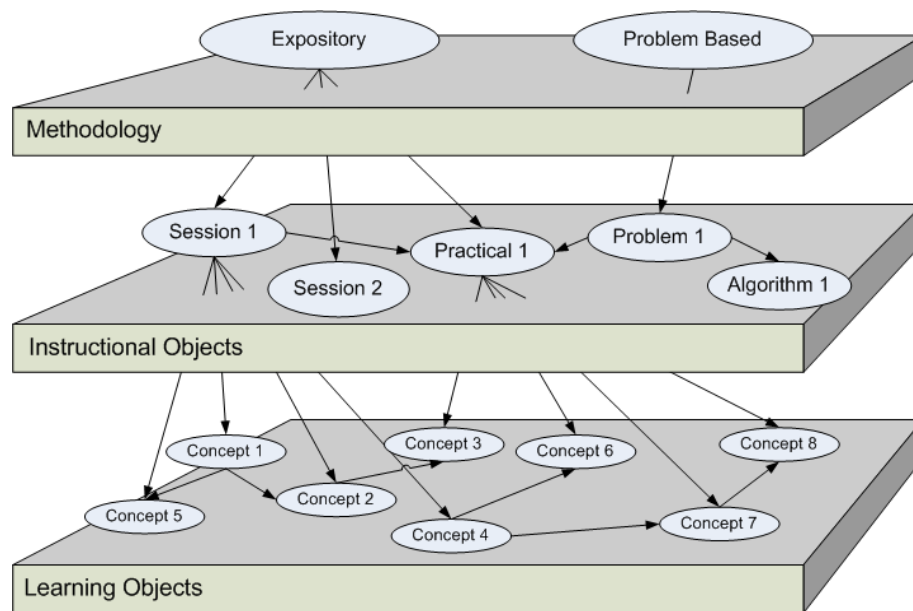 Expository
Problem Based
Methodology
Session 1
Practical 1
Problem 1
Session 2
Algorithm 1
Instructional Objects
Concept 1
Concept 3
Concept 6
Concept 8
Concept 5
Concept 2
Concept 4
Concept 7
Learning Objects